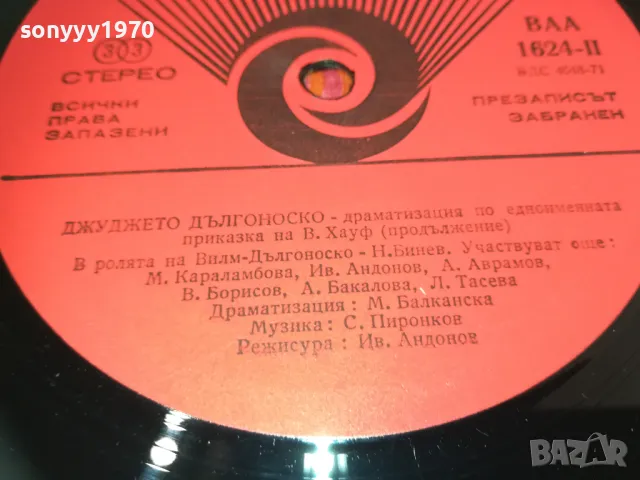 sonyyy1970
33
СТЕРЕО
ВСИЧКИ
ПРАВА
ЗАПАЗЕНИ
ВАА
1624-II
ПРЕЗАПИСЪТ
ЗАБРАНЕН
ДЖУДЖЕТО ДЪЛГОНОСКО - драматизация по едноименната
приказка на В. Хауф (продължение)
В ролята на Вилм-Дългоноско - Н. Бинев. Участвуват още:
М. Караламбова, Ив. Андонов, А. Аврамов,
В. Борисов, А. Бакалова, Л. Тасева
Драматизация: М. Балканска
Музика: С. Пиронков
Режисура: Ив. Андонов
BAZAR
bg